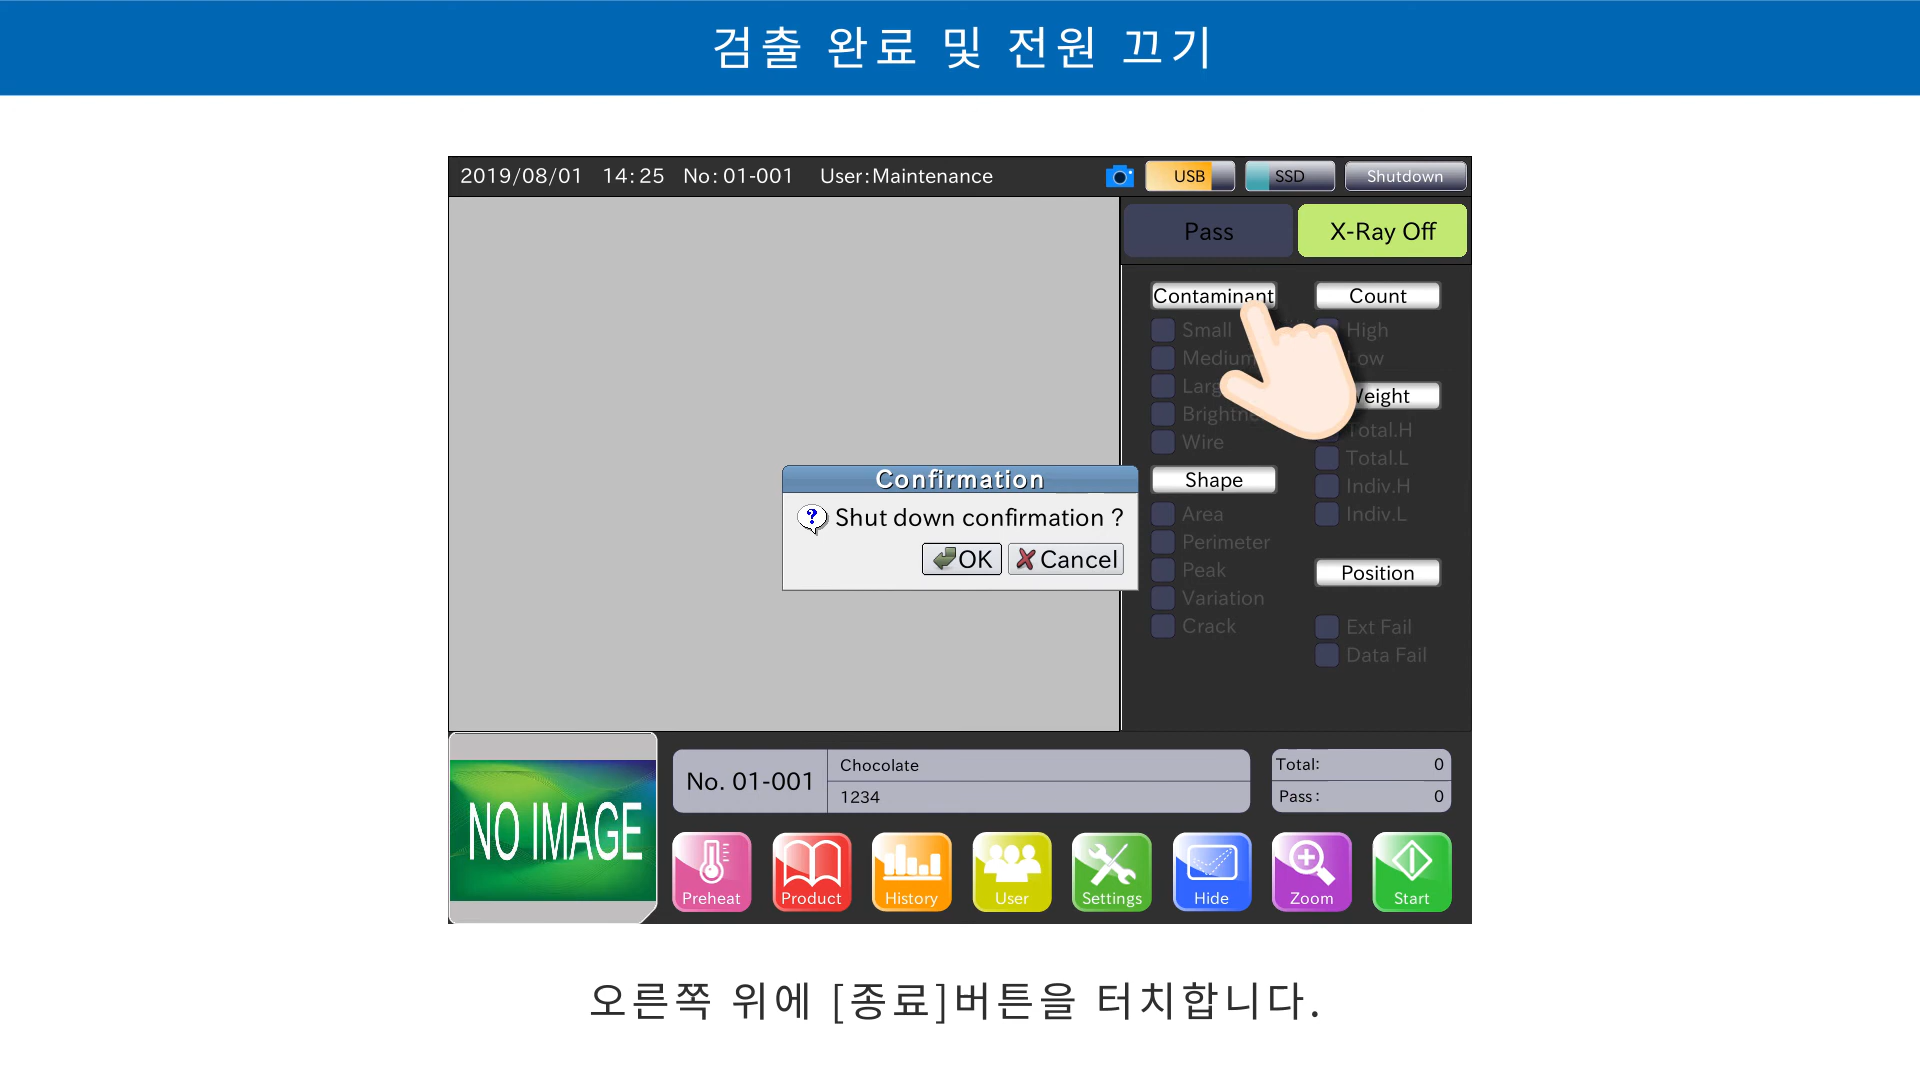 검출 완료 및 전원 끄기
2019/08/01 14:25 No:01-001 User:Maintenance USB SSD Shutdown
Pass X-Ray Off
Contaminant Count
Small High
Medium Low
Wire
Total.H
Total.L
Shape
Indiv.H
Area Indiv.L
Perimeter
Peak Position
Variation
Crack Ext Fail
Data Fail
Confirmation
? Shut down confirmation ?
OK Cancel
NO IMAGE
No. 01-001
Chocolate
1234
Total: 0
Pass: 0
Preheat Product History User Settings Hide Zoom Start
오른쪽 위에 [종료]버튼을 터치합니다.